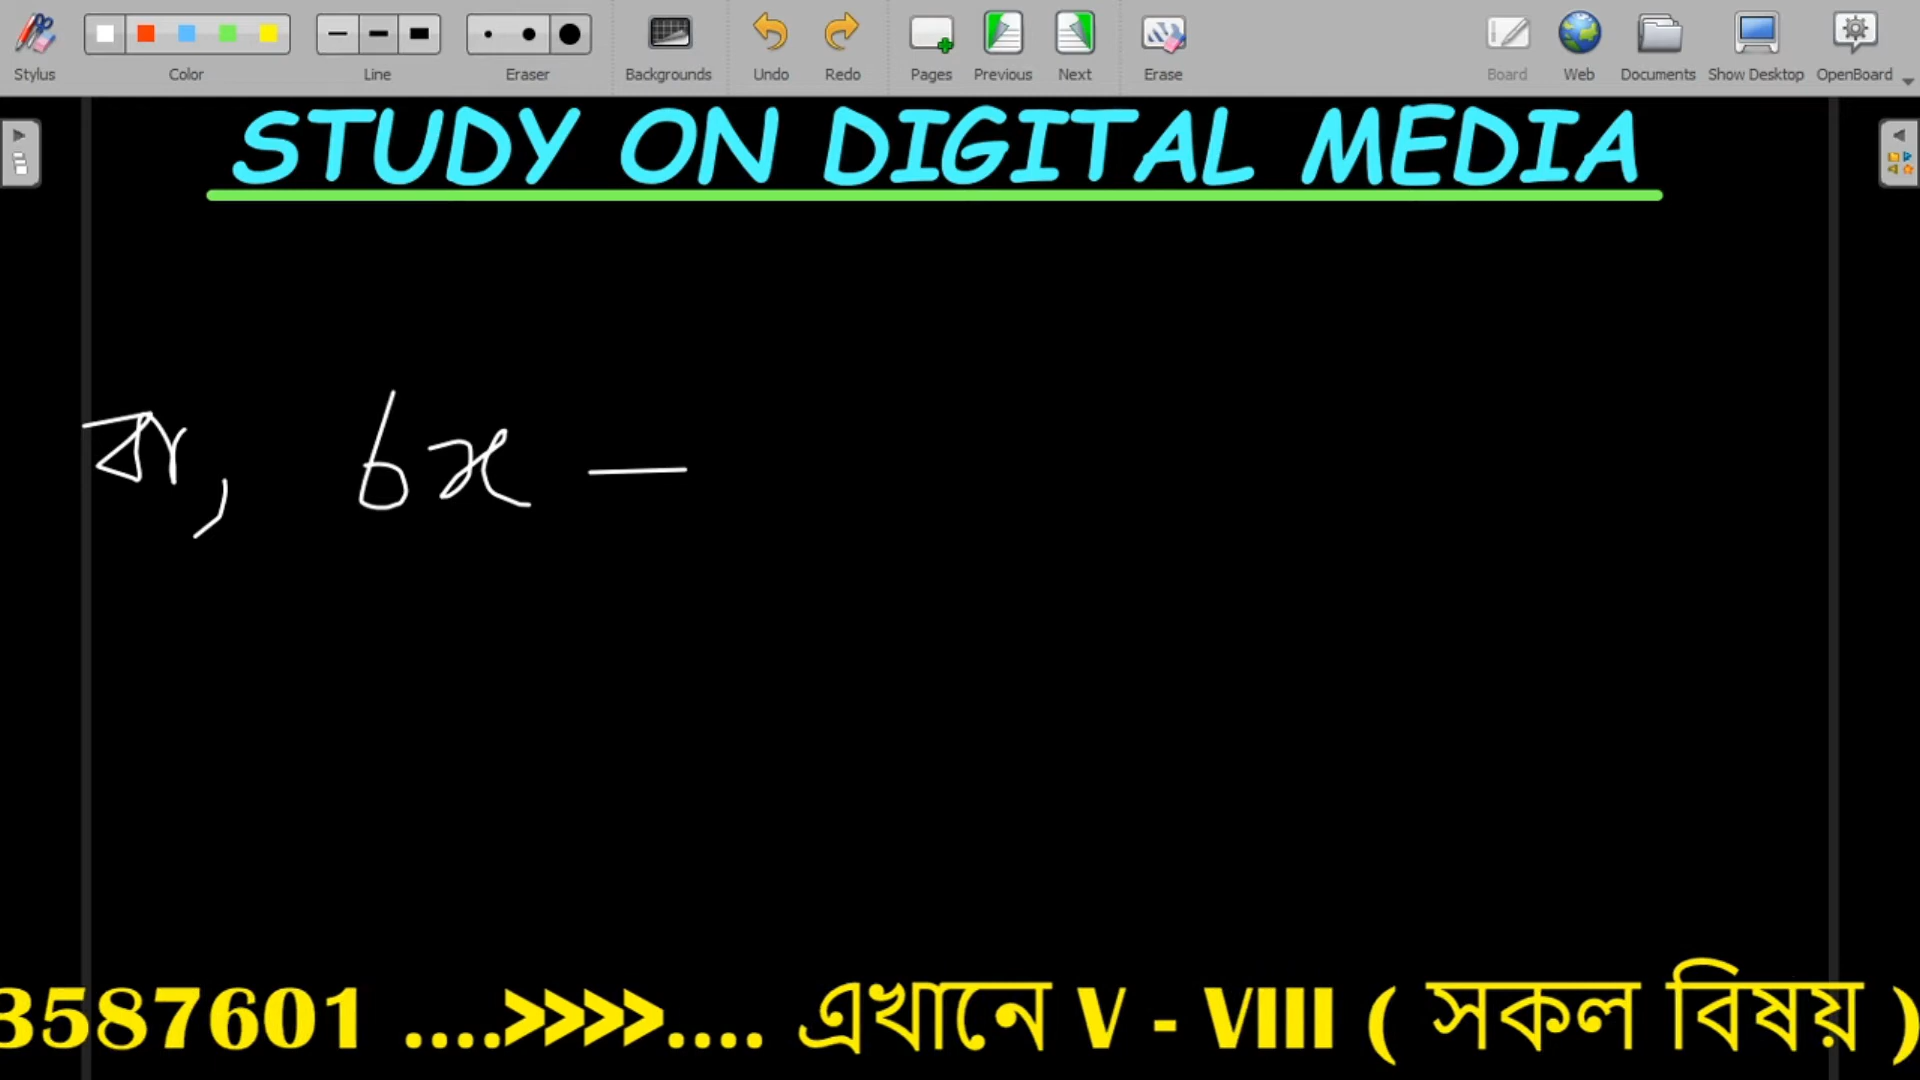 Stylus Color Line Eraser Backgrounds Undo Redo Pages Previous Next Erase Board Web Documents Show Desktop OpenBoard
STUDY ON DIGITAL MEDIA
বা, 6x —
3587601 ....>>>>.... এখানে V - VIII ( সকল বিষয় )